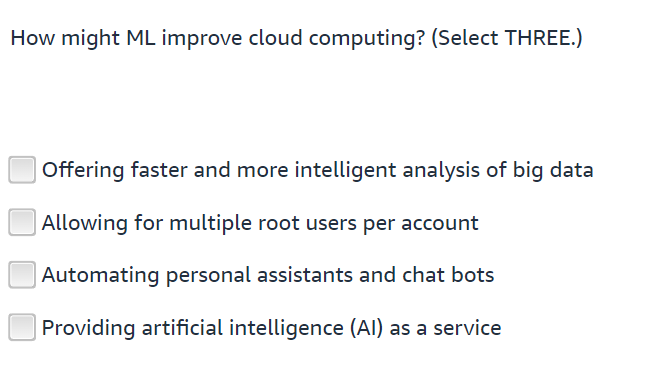 How might ML improve cloud computing? (Select THREE.)
Offering faster and more intelligent analysis of big data
Allowing for multiple root users per account
Automating personal assistants and chat bots
Providing artificial intelligence (AI) as a service